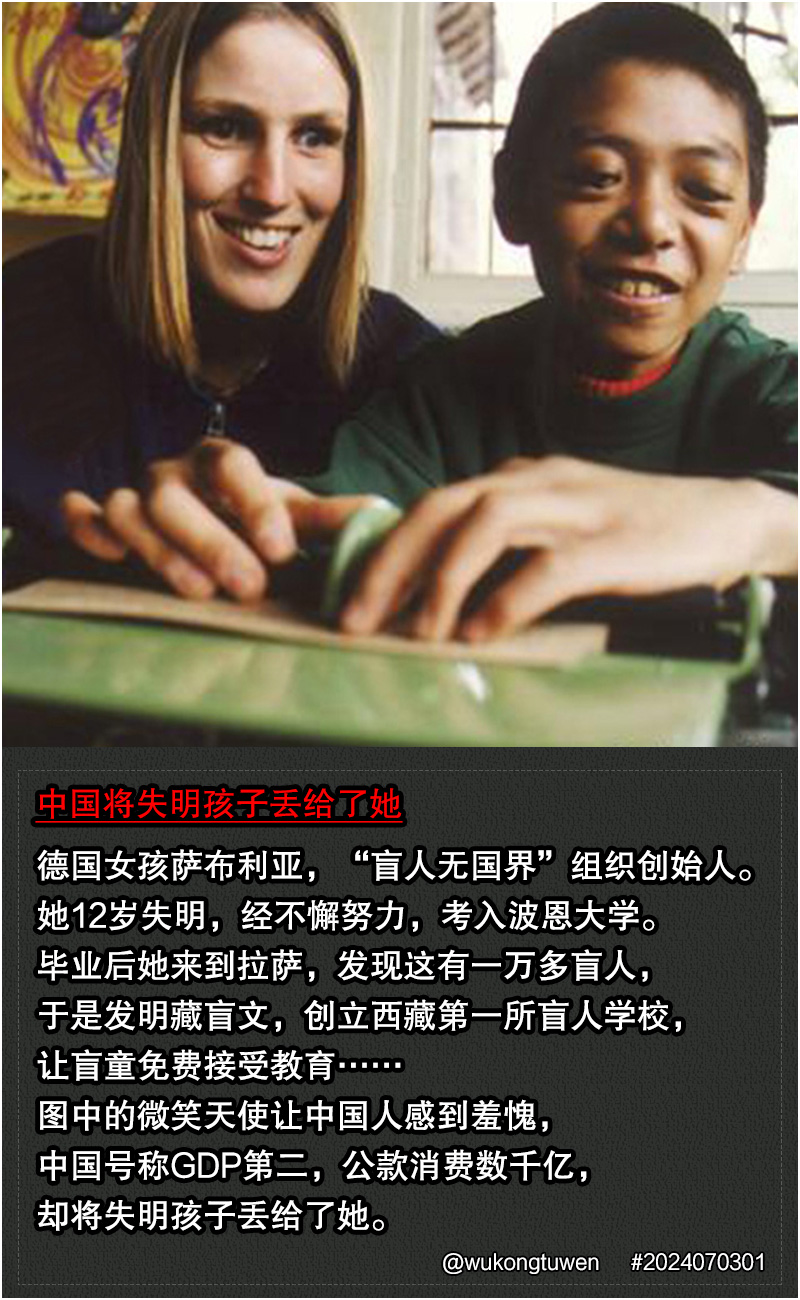 中国将失明孩子丢给了她
德国女孩萨布利亚，“盲人无国界”组织创始人。
她12岁失明，经不懈努力，考入波恩大学。
毕业后她来到拉萨，发现这有一万多盲人，
于是发明藏盲文，创立西藏第一所盲人学校，
让盲童免费接受教育……
图中的微笑天使让中国人感到羞愧，
中国号称GDP第二，公款消费数千亿，
却将失明孩子丢给了她。
@wukongtuwen #2024070301